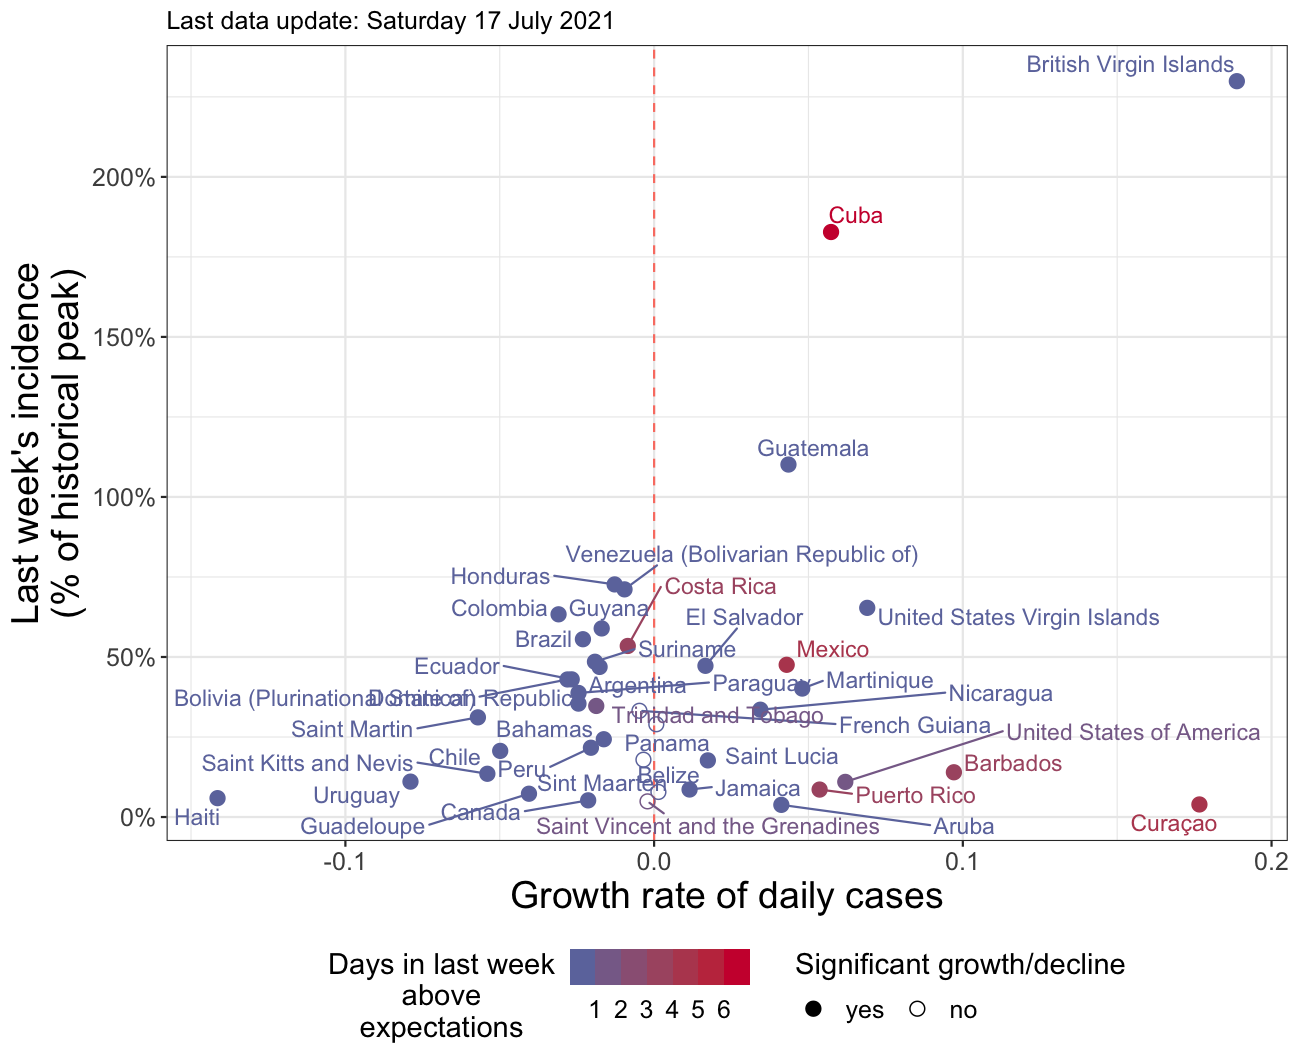 Last data update: Saturday 17 July 2021
British Virgin Islands
200%
Cuba
150%
Guatemala
100%
Venezuela (Bolivarian Republic of)
Honduras
Costa Rica
Colombia
Guyana
El Salvador
United States Virgin Islands
Brazil
Suriname
Mexico
50%
Ecuador
Argentina
Paraguay
Martinique
Bolivia (Plurinational State of)
Dominican Republic
Nicaragua
Trinidad and Tobago
Saint Martin
Bahamas
French Guiana
United States of America
Panama
Chile
Saint Lucia
Saint Kitts and Nevis
Peru
Barbados
Belize
Sint Maarten
Jamaica
Uruguay
Puerto Rico
Canada
Haiti
0%
Guadeloupe
Saint Vincent and the Grenadines
Aruba
Curaçao
Last week's incidence
(% of historical peak)
-0.1
0.0
0.1
0.2
Growth rate of daily cases
Days in last week
above
expectations
1 2 3 4 5 6
Significant growth/decline
yes
no